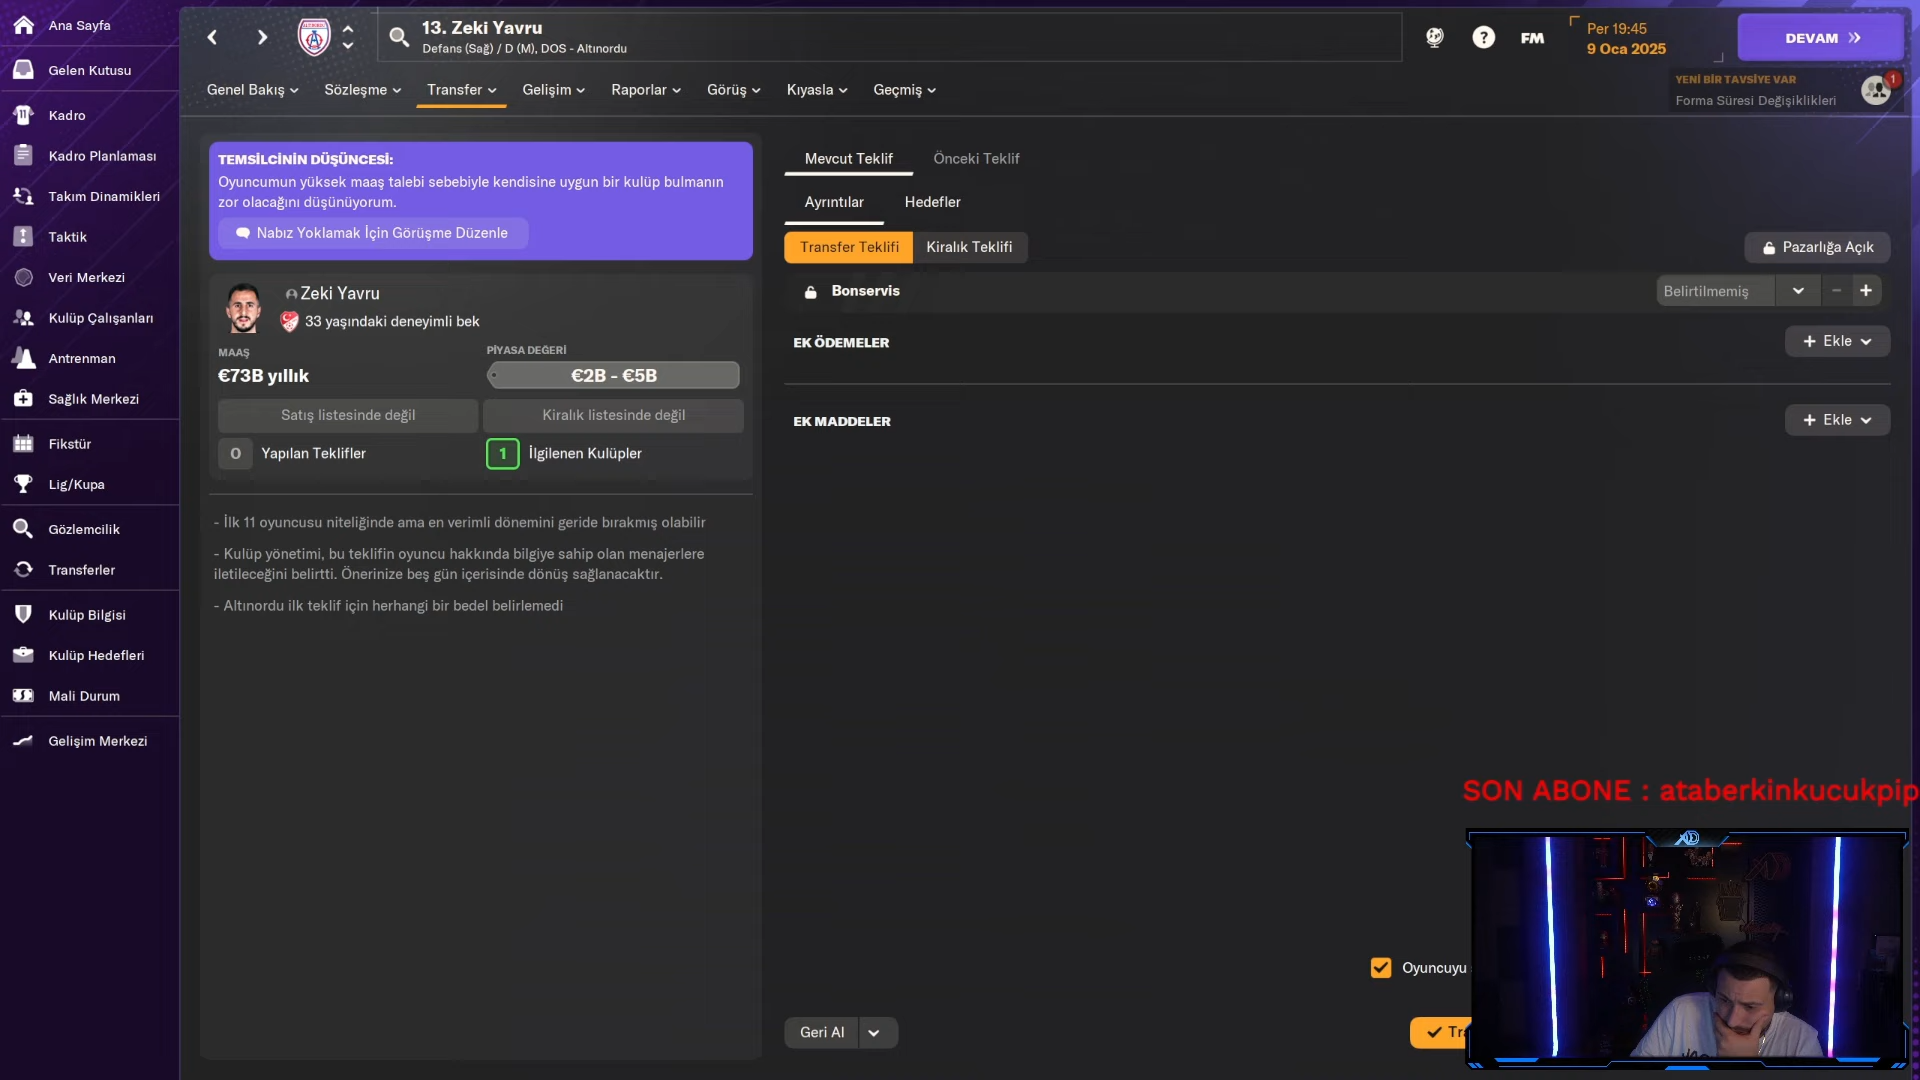 Ana Sayfa
Gelen Kutusu
Kadro
Kadro Planlaması
Takım Dinamikleri
Taktik
Veri Merkezi
Kulüp Çalışanları
Antrenman
Sağlık Merkezi
Fikstür
Lig/Kupa
Gözlemcilik
Transferler
Kulüp Bilgisi
Kulüp Hedefleri
Mali Durum
Gelişim Merkezi
13. Zeki Yavru
Defans (Sağ) / D (M), DOS - Altınordu
FM
Per 19:45
9 Oca 2025
DEVAM
YENİ BİR TAVSİYE VAR
Forma Süresi Değişiklikleri
1
Genel Bakış
Sözleşme
Transfer
Gelişim
Raporlar
Görüş
Kıyasla
Geçmiş
TEMSİLCİNİN DÜŞÜNCESİ:
Oyuncumun yüksek maaş talebi sebebiyle kendisine uygun bir kulüp bulmanın
zor olacağını düşünüyorum.
Nabız Yoklamak İçin Görüşme Düzenle
Zeki Yavru
33 yaşındaki deneyimli bek
MAAŞ
€73B yıllık
PİYASA DEĞERİ
€2B - €5B
Satış listesinde değil
Kiralık listesinde değil
0 Yapılan Teklifler
1 İlgilenen Kulüpler
- İlk 11 oyuncusu niteliğinde ama en verimli dönemini geride bırakmış olabilir
- Kulüp yönetimi, bu teklifin oyuncu hakkında bilgiye sahip olan menajerlere
iletileceğini belirtti. Önerinize beş gün içerisinde dönüş sağlanacaktır.
- Altınordu ilk teklif için herhangi bir bedel belirlemedi
Mevcut Teklif
Önceki Teklif
Ayrıntılar
Hedefler
Transfer Teklifi
Kiralık Teklifi
Pazarlığa Açık
Bonservis
Belirtilmemiş
EK ÖDEMELER
+ Ekle
EK MADDELER
+ Ekle
SON ABONE : ataberkinkucukpip
Oyuncuyu
Geri Al